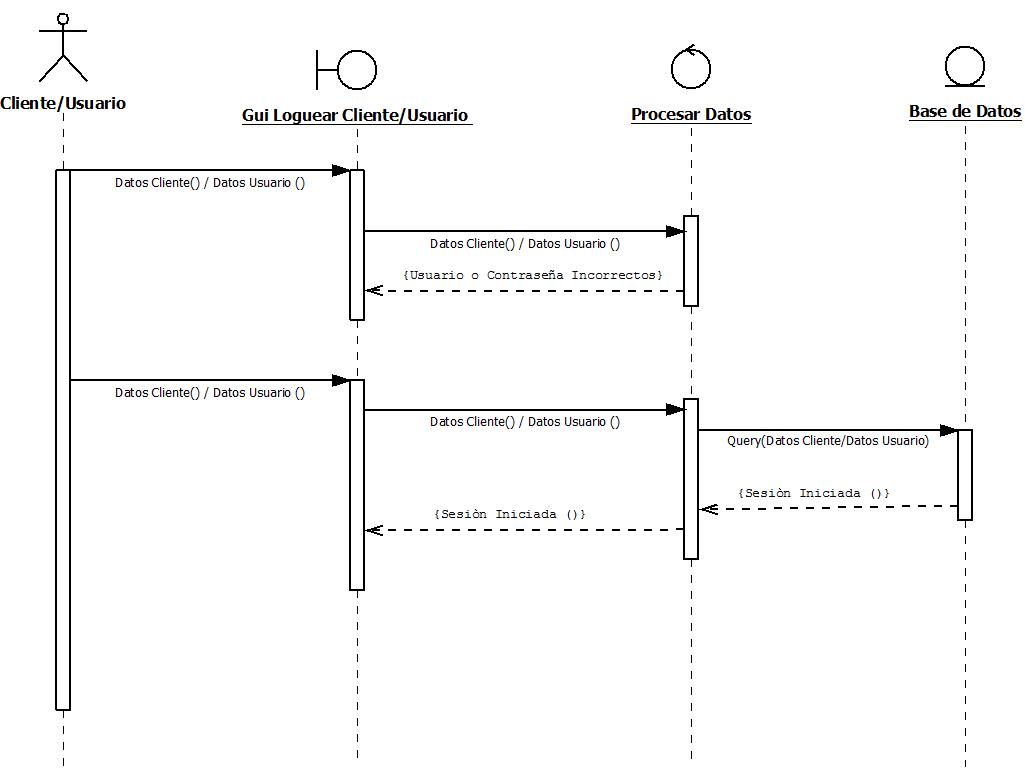 Cliente/Usuario
Gui Loguear Cliente/Usuario
Procesar Datos
Base de Datos
Datos Cliente() / Datos Usuario ()
Datos Cliente() / Datos Usuario ()
{Usuario o Contraseña Incorrectos}
Datos Cliente() / Datos Usuario ()
Datos Cliente() / Datos Usuario ()
Query(Datos Cliente/Datos Usuario)
{Sesiòn Iniciada ()}
{Sesiòn Iniciada ()}